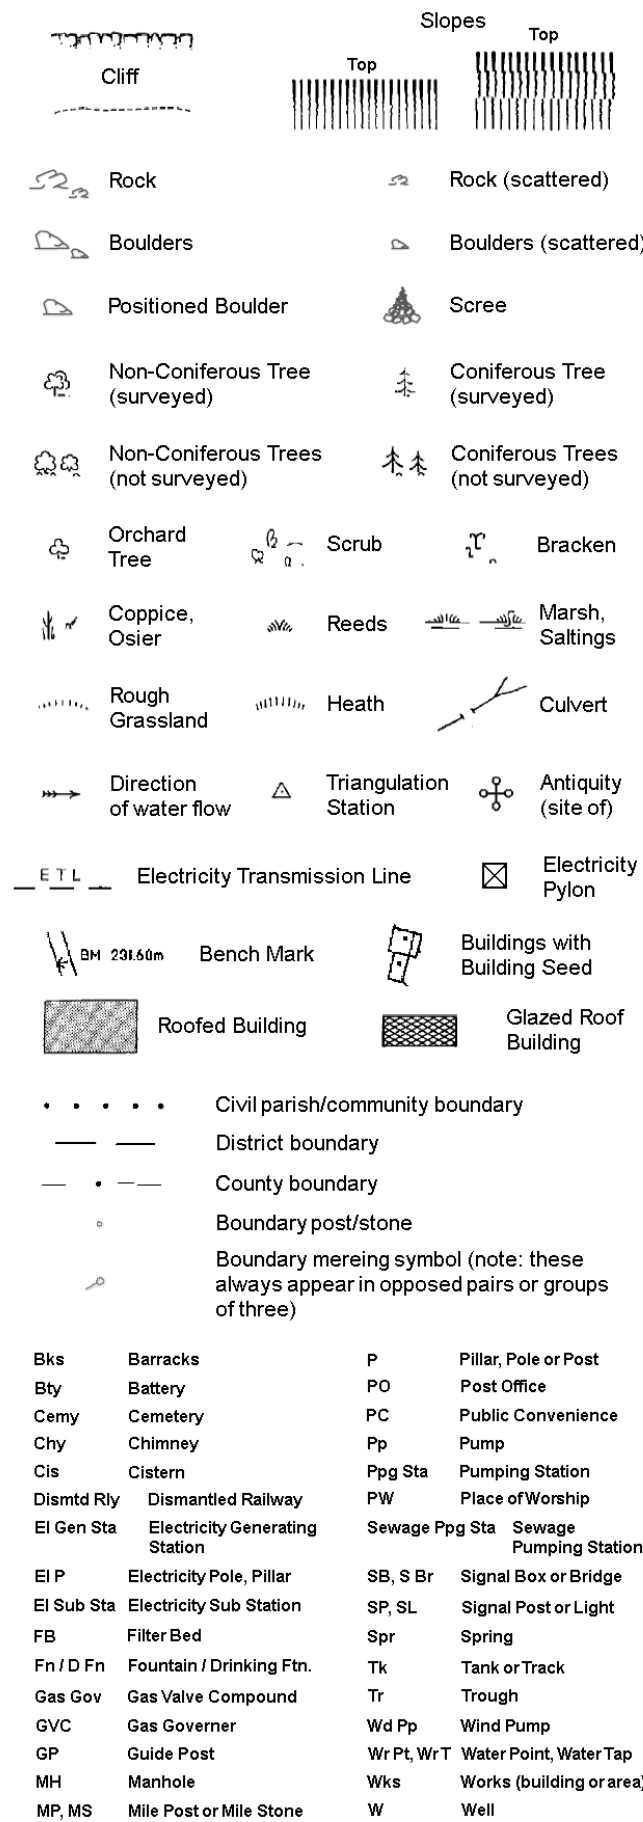 Slopes
Top
Top
Cliff
Rock
Rock (scattered)
Boulders
Boulders (scattered)
Positioned Boulder
Scree
Non-Coniferous Tree
(surveyed)
Coniferous Tree
(surveyed)
Non-Coniferous Trees
(not surveyed)
Coniferous Trees
(not surveyed)
Orchard
Tree
Scrub
Bracken
Coppice,
Osier
Reeds
Marsh,
Saltings
Rough
Grassland
Heath
Culvert
Direction
of water flow
Triangulation
Station
Antiquity
(site of)
E T L
Electricity Transmission Line
Electricity
Pylon
BM 231.60m
Bench Mark
Buildings with
Building Seed
Roofed Building
Glazed Roof
Building
Civil parish/community boundary
District boundary
County boundary
Boundary post/stone
Boundary mereing symbol (note: these
always appear in opposed pairs or groups
of three)
Bks Barracks
P Pillar, Pole or Post
Bty Battery
PO Post Office
Cemy Cemetery
PC Public Convenience
Chy Chimney
Pp Pump
Cis Cistern
Ppg Sta Pumping Station
Dismtd Rly Dismantled Railway
PW Place of Worship
El Gen Sta Electricity Generating
Station
Sewage Ppg Sta Sewage
Pumping Station
El P Electricity Pole, Pillar
SB, S Br Signal Box or Bridge
El Sub Sta Electricity Sub Station
SP, SL Signal Post or Light
FB Filter Bed
Spr Spring
Fn / D Fn Fountain / Drinking Ftn.
Tk Tank or Track
Gas Gov Gas Valve Compound
Tr Trough
GVC Gas Governer
Wd Pp Wind Pump
GP Guide Post
Wr Pt, Wr T Water Point, Water Tap
MH Manhole
Wks Works (building or area)
MP, MS Mile Post or Mile Stone
W Well